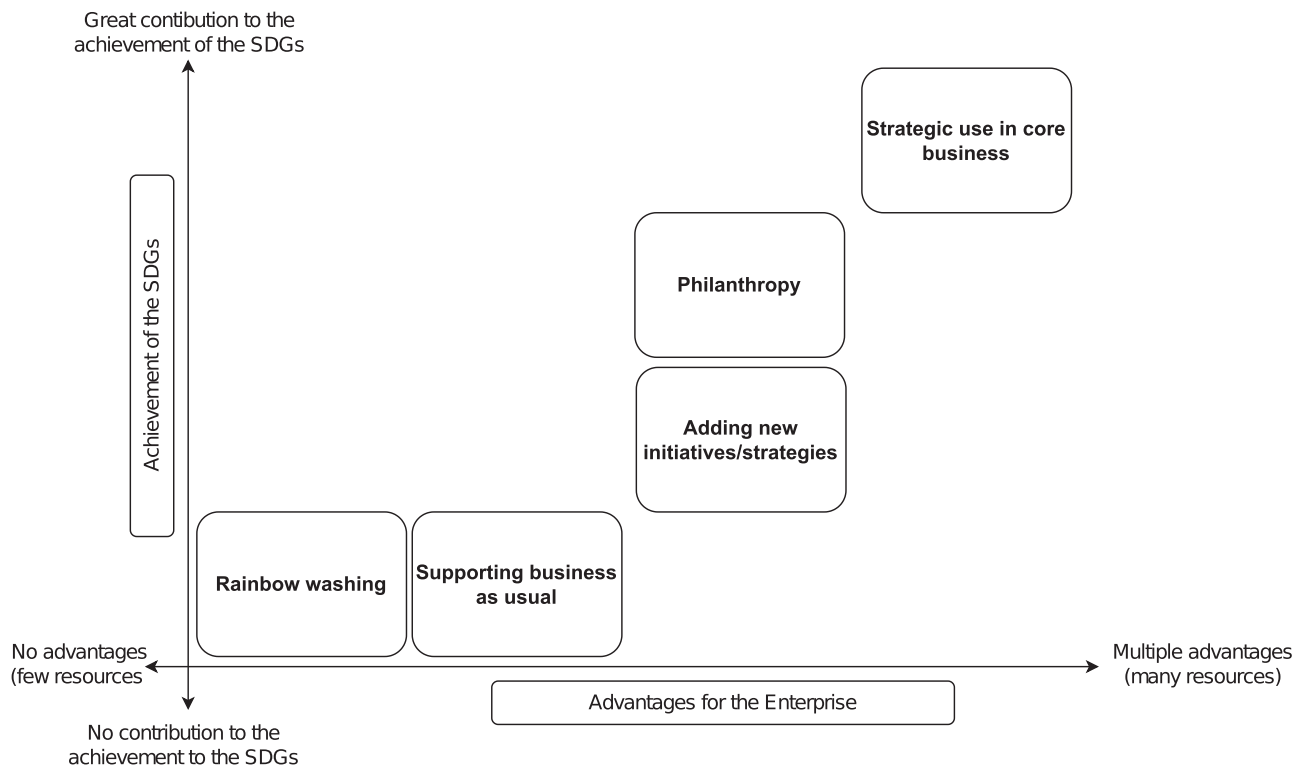 Great contibution to the
achievement of the SDGs
Strategic use in core
business
Achievement of the SDGs
Philanthropy
Adding new
initiatives/strategies
Rainbow washing
Supporting business
as usual
No advantages
(few resources
Multiple advantages
(many resources)
Advantages for the Enterprise
No contribution to the
achievement to the SDGs